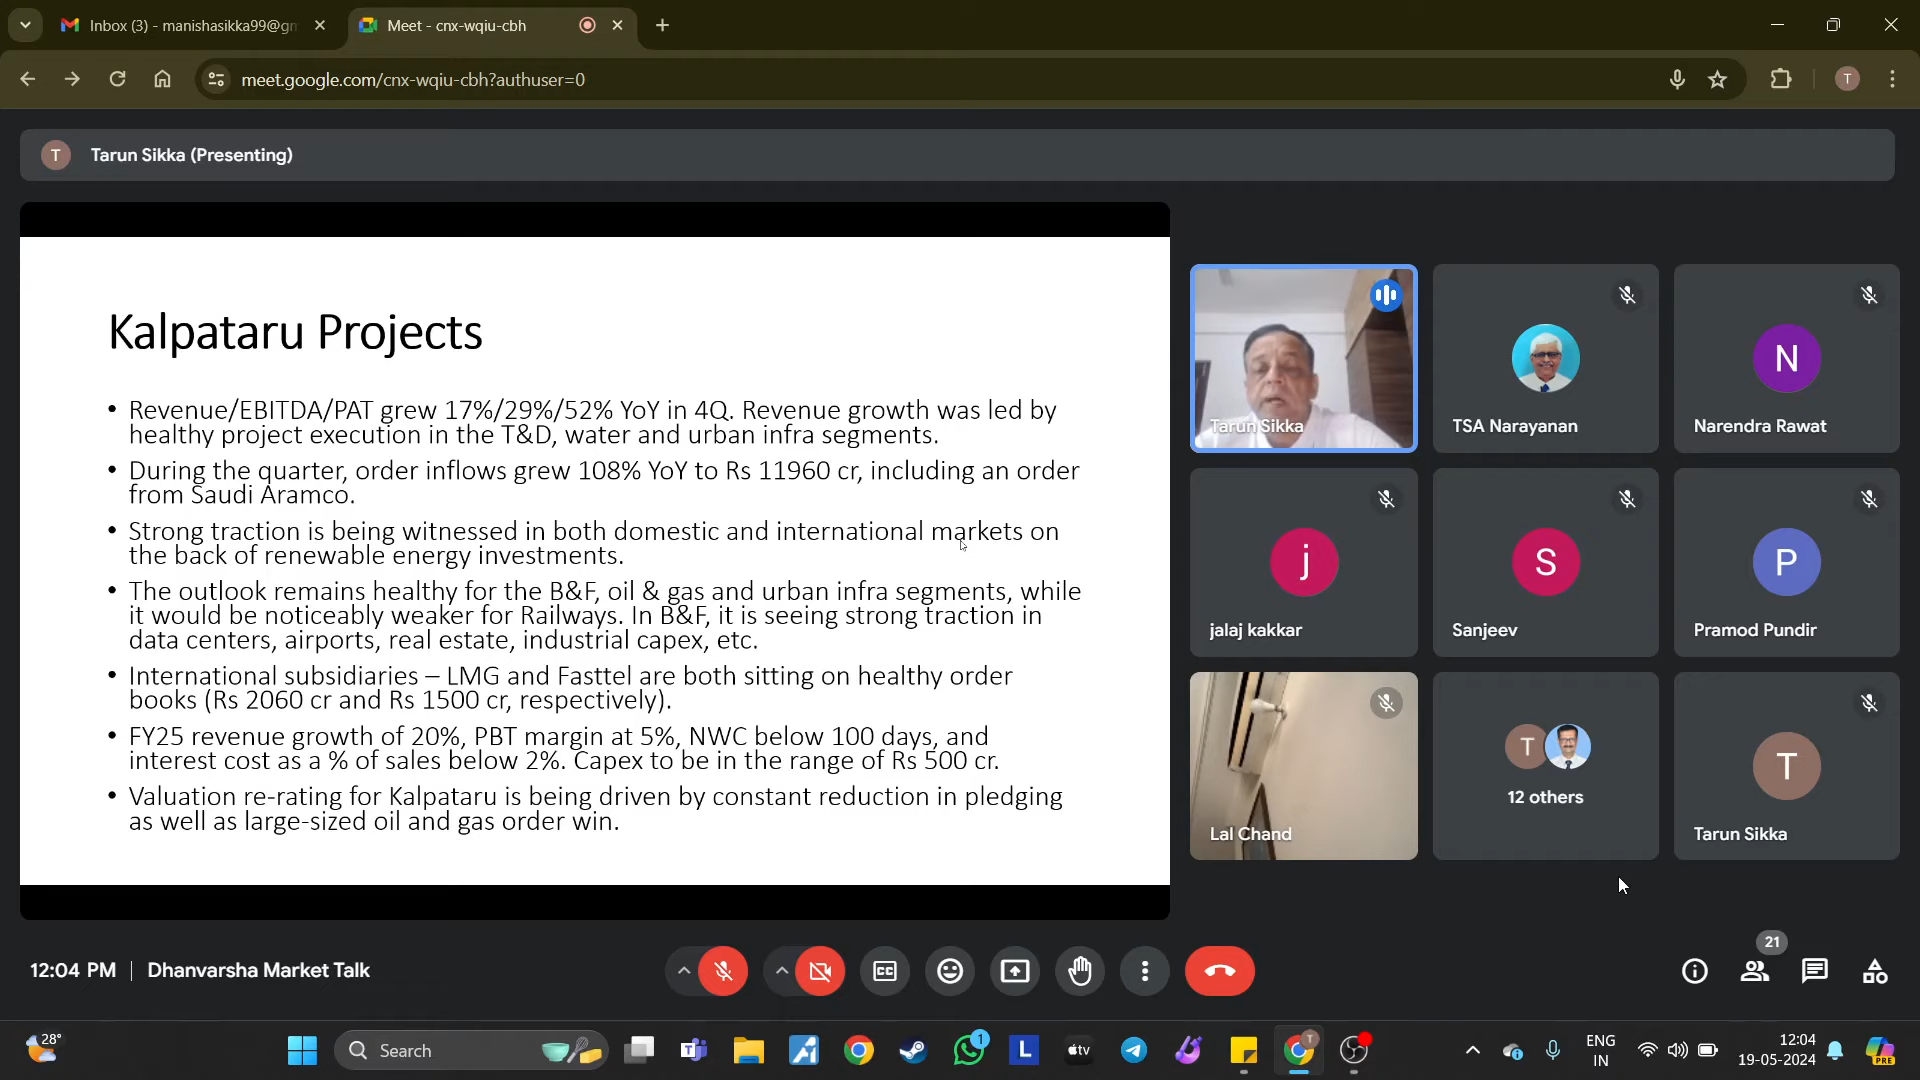 Inbox (3) - manishasikka99@gm
Meet - cnx-wqiu-cbh
meet.google.com/cnx-wqiu-cbh?authuser=0
T
T
Tarun Sikka (Presenting)
Kalpataru Projects
• Revenue/EBITDA/PAT grew 17%/29%/52% YoY in 4Q. Revenue growth was led by
healthy project execution in the T&D, water and urban infra segments.
• During the quarter, order inflows grew 108% YoY to Rs 11960 cr, including an order
from Saudi Aramco.
• Strong traction is being witnessed in both domestic and international markets on
the back of renewable energy investments.
• The outlook remains healthy for the B&F, oil & gas and urban infra segments, while
it would be noticeably weaker for Railways. In B&F, it is seeing strong traction in
data centers, airports, real estate, industrial capex, etc.
• International subsidiaries – LMG and Fasttel are both sitting on healthy order
books (Rs 2060 cr and Rs 1500 cr, respectively).
• FY25 revenue growth of 20%, PBT margin at 5%, NWC below 100 days, and
interest cost as a % of sales below 2%. Capex to be in the range of Rs 500 cr.
• Valuation re-rating for Kalpataru is being driven by constant reduction in pledging
as well as large-sized oil and gas order win.
Tarun Sikka
TSA Narayanan
N
Narendra Rawat
j
jalaj kakkar
S
Sanjeev
P
Pramod Pundir
Lal Chand
T
12 others
T
Tarun Sikka
12:04 PM | Dhanvarsha Market Talk
CC
21
28°
Search
1
L
tv
T
ENG
IN
12:04
19-05-2024
PRE